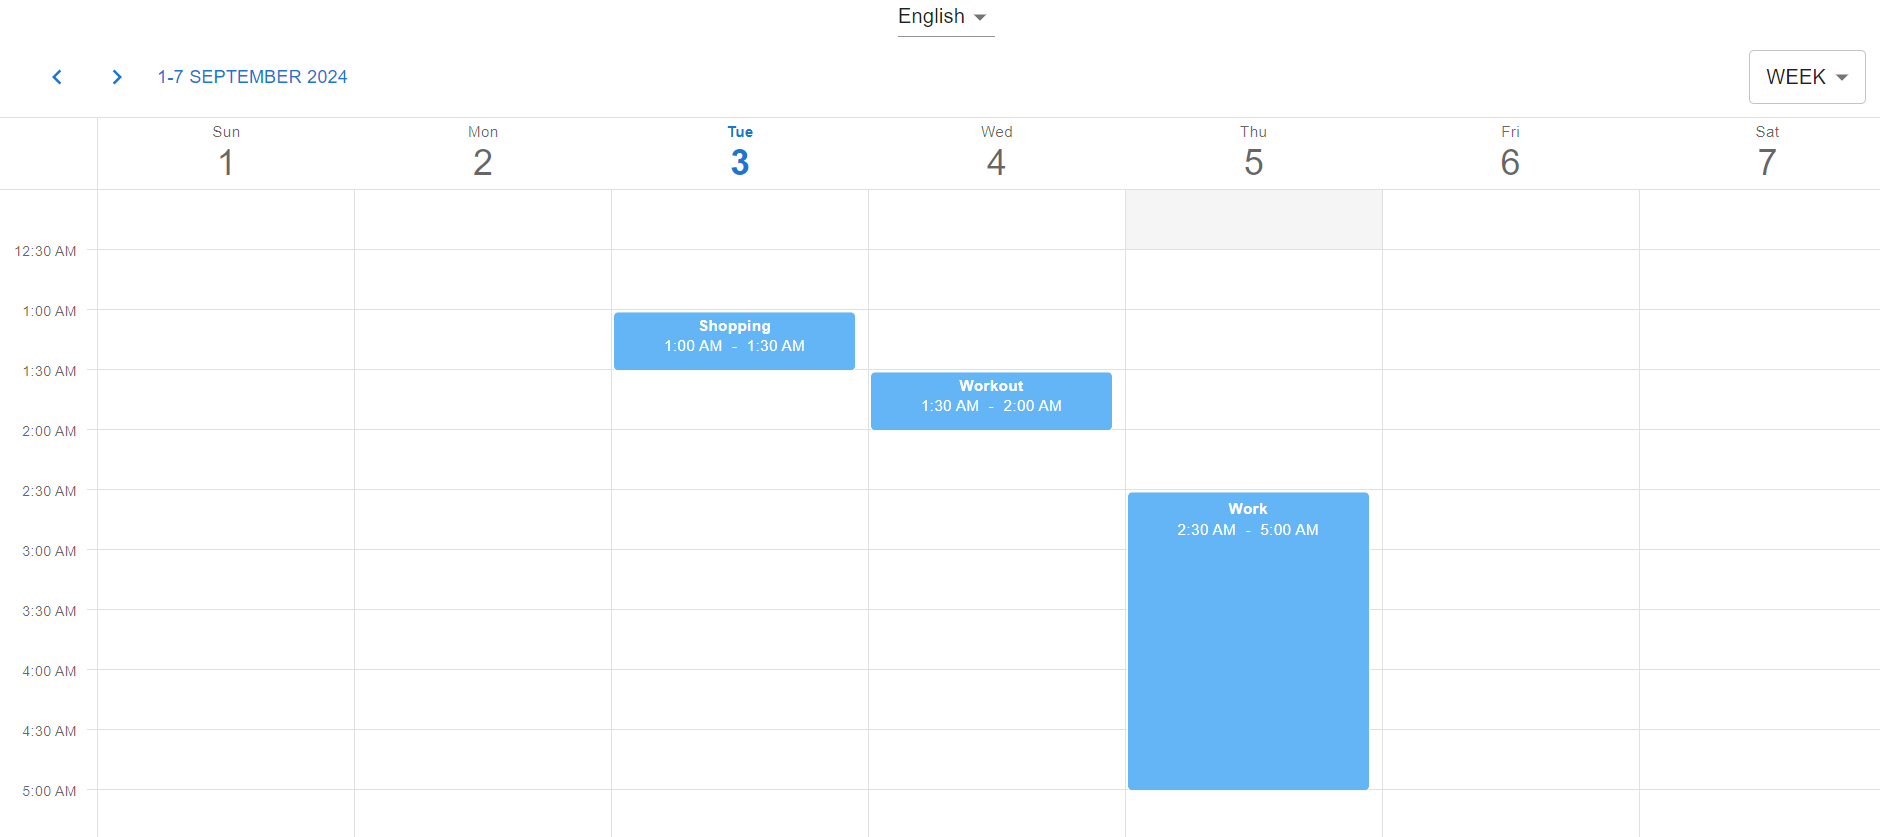 English
1-7 SEPTEMBER 2024
WEEK
Sun Mon Tue Wed Thu Fri Sat
1 2 3 4 5 6 7
12:30 AM
1:00 AM
Shopping
1:00 AM - 1:30 AM
1:30 AM
Workout
1:30 AM - 2:00 AM
2:00 AM
2:30 AM
Work
2:30 AM - 5:00 AM
3:00 AM
3:30 AM
4:00 AM
4:30 AM
5:00 AM